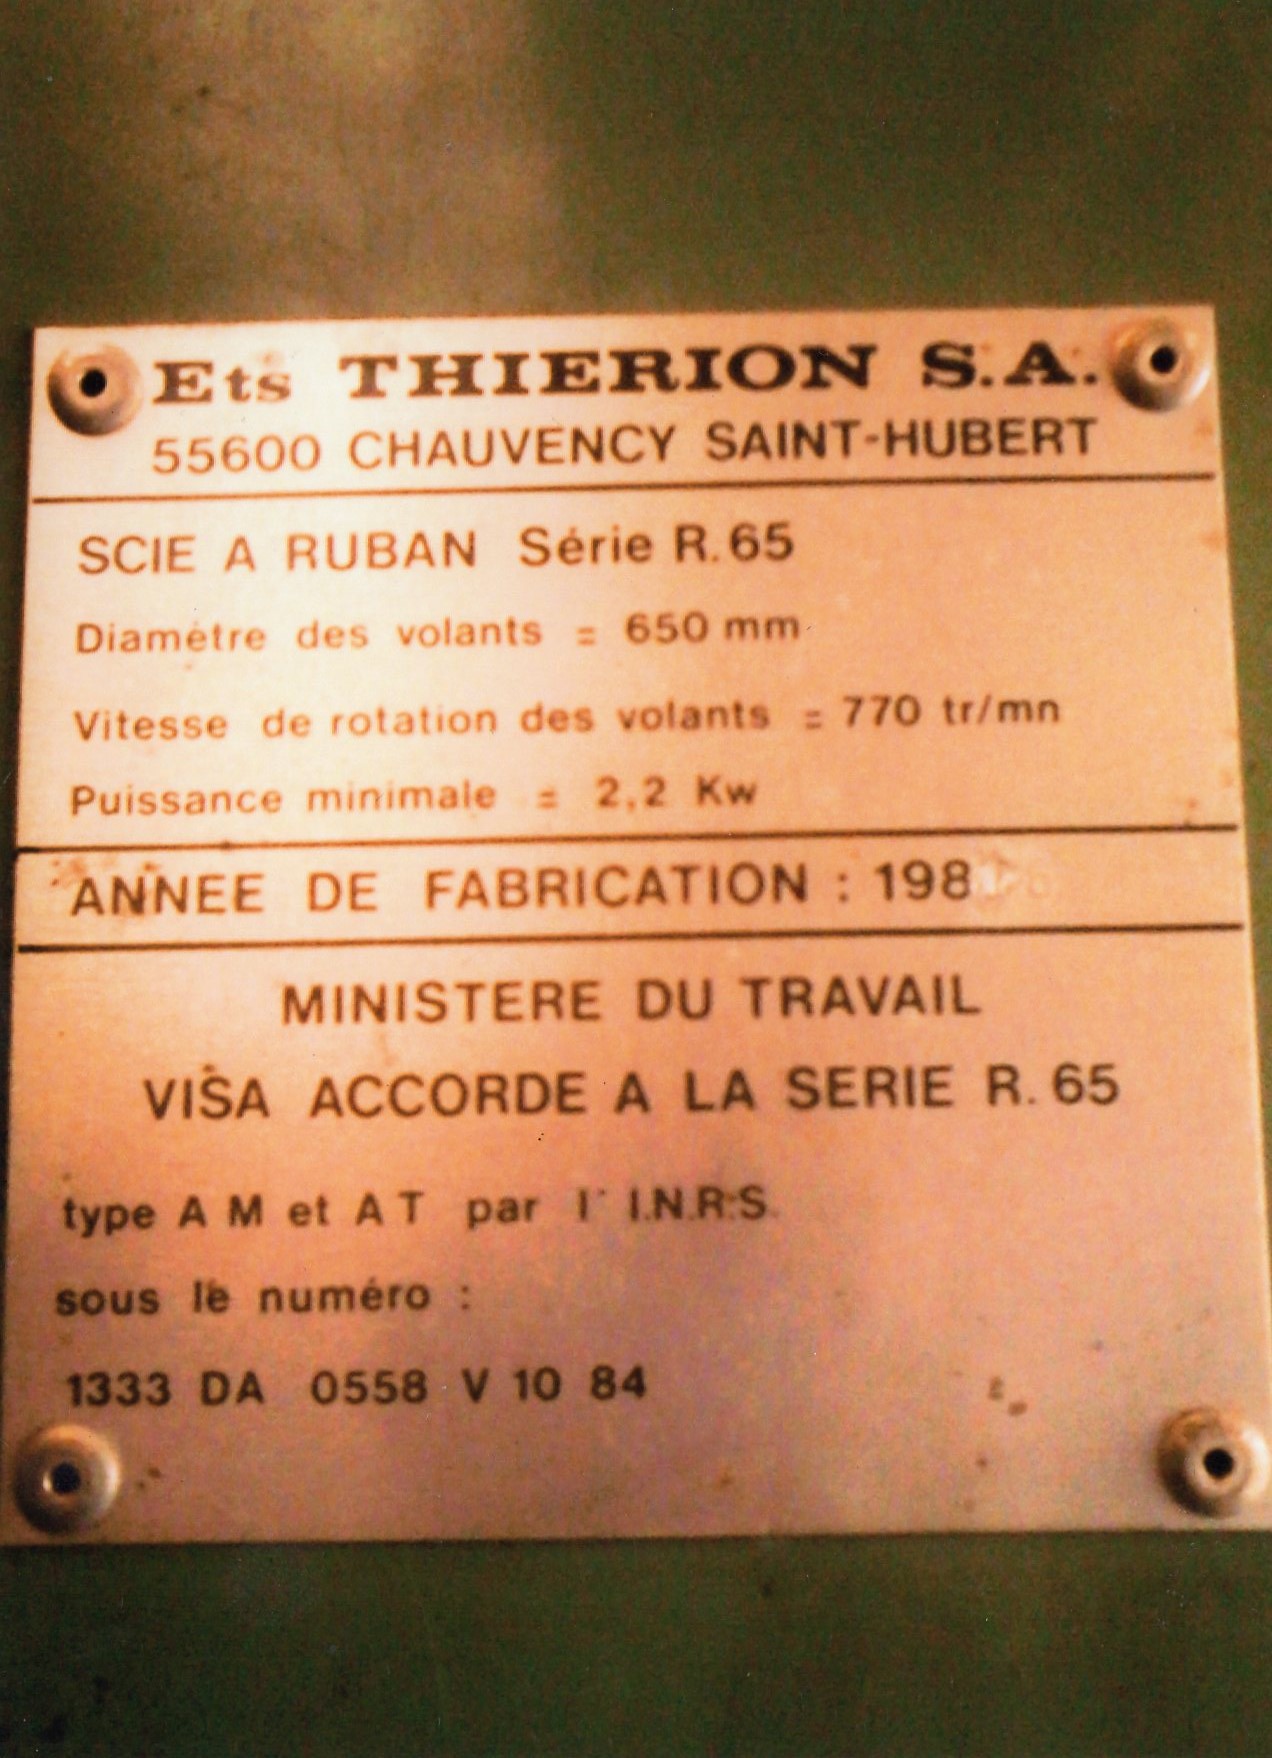 Ets THIERION S.A.
55600 CHAUVENCY SAINT-HUBERT
SCIE A RUBAN Série R.65
Diamètre des volants = 650 mm
Vitesse de rotation des volants = 770 tr/mn
Puissance minimale = 2,2 Kw
ANNEE DE FABRICATION : 198
MINISTERE DU TRAVAIL
VISA ACCORDE A LA SERIE R.65
type A M et A T par l' I.N.R.S.
sous le numéro :
1333 DA 0558 V 10 84